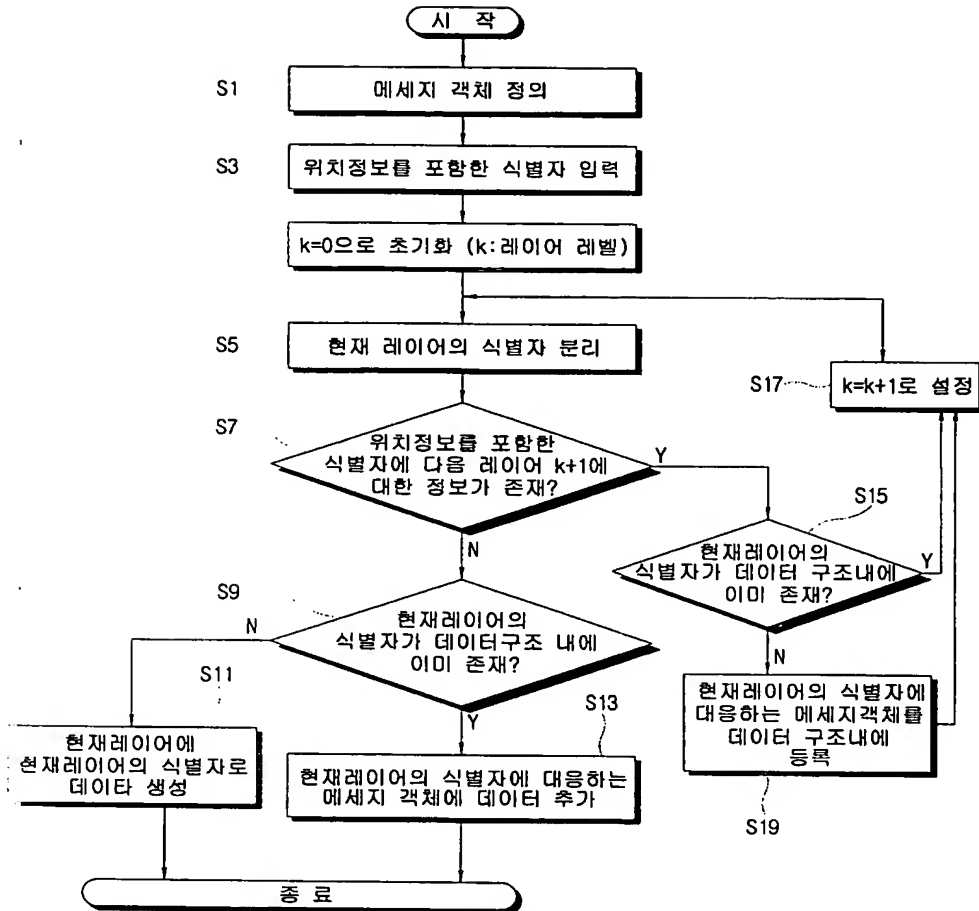 시 작
S1
메세지 객체 정의
S3
위치정보를 포함한 식별자 입력
k=0으로 초기화 (k:레이어 레벨)
S5
현재 레이어의 식별자 분리
S17
k=k+1로 설정
S7
위치정보를 포함한
식별자에 다음 레이어 k+1에
대한 정보가 존재?
Y
N
S15
현재레이어의
식별자가 데이터 구조내에
이미 존재?
Y
N
S9
현재레이어의
식별자가 데이터구조 내에
이미 존재?
N
Y
S11
현재레이어에
현재레이어의 식별자로
데이타 생성
S13
현재레이어의 식별자에 대응하는
메세지 객체에 데이터 추가
현재레이어의 식별자에
대응하는 메세지객체를
데이터 구조내에
등록
S19
종 료